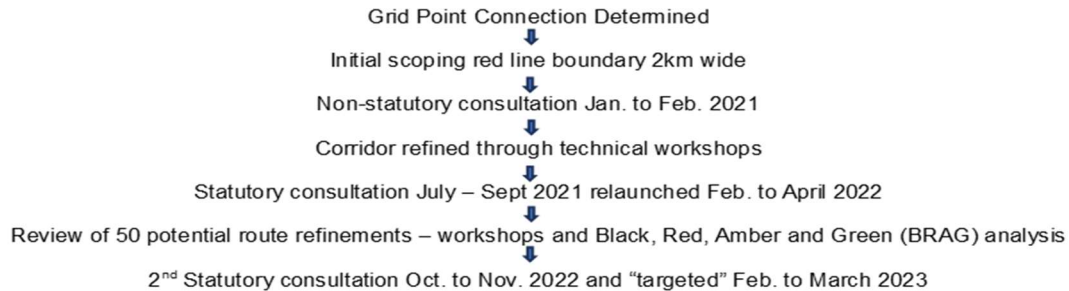 Grid Point Connection Determined
Initial scoping red line boundary 2km wide
Non-statutory consultation Jan. to Feb. 2021
Corridor refined through technical workshops
Statutory consultation July – Sept 2021 relaunched Feb. to April 2022
Review of 50 potential route refinements – workshops and Black, Red, Amber and Green (BRAG) analysis
2nd Statutory consultation Oct. to Nov. 2022 and “targeted” Feb. to March 2023